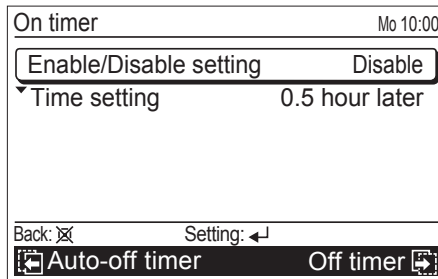 On timer Mo 10:00
Enable/Disable setting Disable
Time setting 0.5 hour later
Back: Setting:
Auto-off timer Off timer